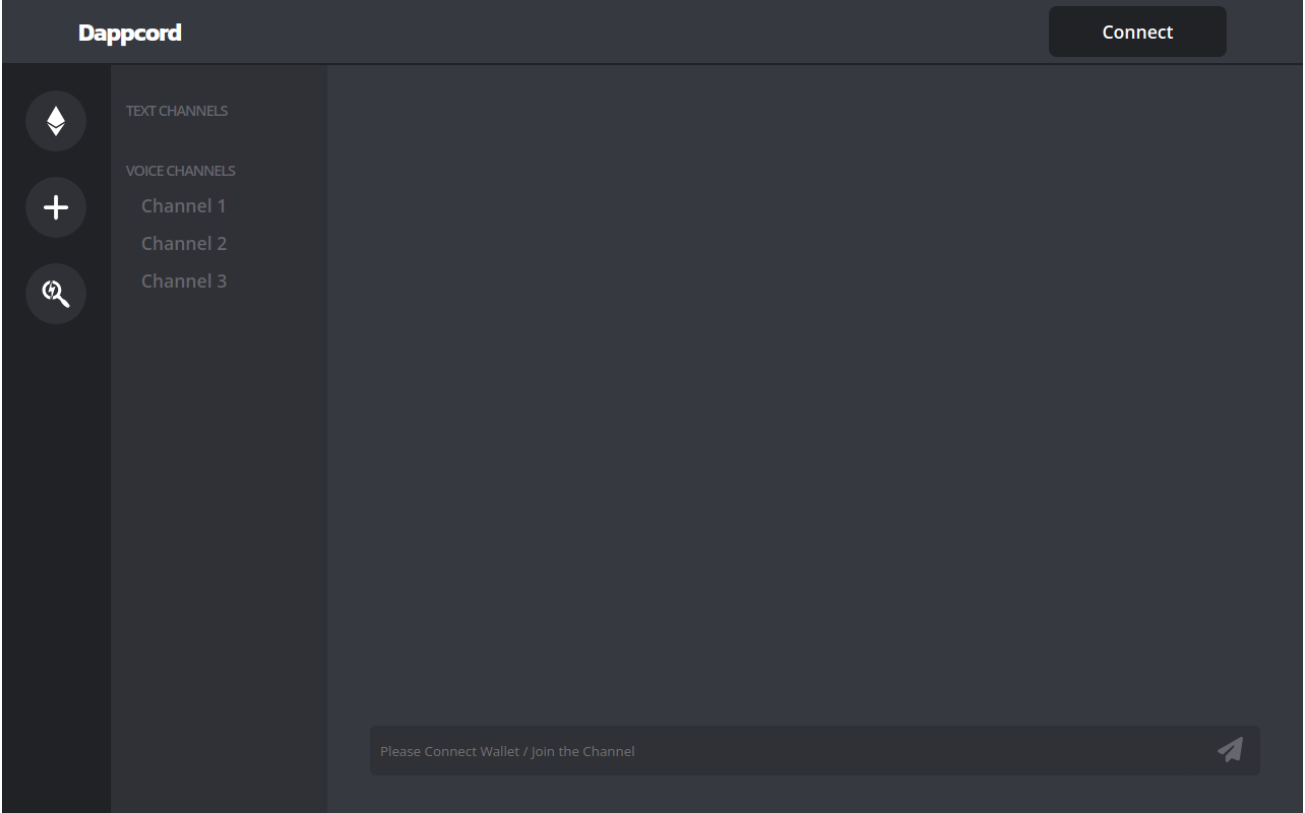 Dappcord
Connect
TEXT CHANNELS
VOICE CHANNELS
Channel 1
Channel 2
Channel 3
Please Connect Wallet / Join the Channel